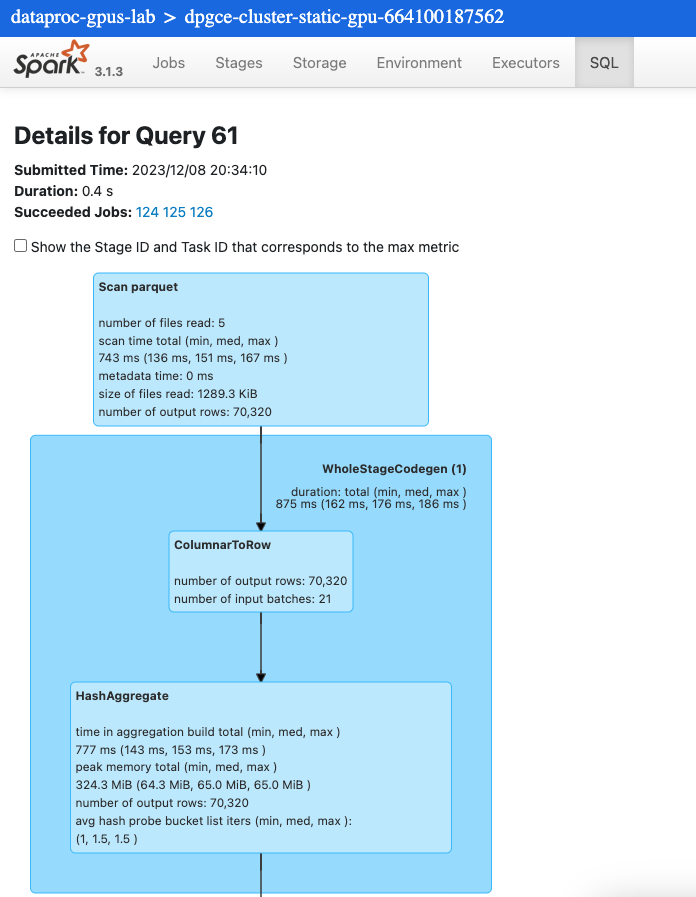 dataproc-gpus-lab > dpgce-cluster-static-gpu-664100187562
APACHE Spark 3.1.3 Jobs Stages Storage Environment Executors SQL
Details for Query 61
Submitted Time: 2023/12/08 20:34:10
Duration: 0.4 s
Succeeded Jobs: 124 125 126
Show the Stage ID and Task ID that corresponds to the max metric
Scan parquet
number of files read: 5
scan time total (min, med, max )
743 ms (136 ms, 151 ms, 167 ms )
metadata time: 0 ms
size of files read: 1289.3 KiB
number of output rows: 70,320
WholeStageCodegen (1)
duration: total (min, med, max )
875 ms (162 ms, 176 ms, 186 ms )
ColumnarToRow
number of output rows: 70,320
number of input batches: 21
HashAggregate
time in aggregation build total (min, med, max )
777 ms (143 ms, 153 ms, 173 ms )
peak memory total (min, med, max )
324.3 MiB (64.3 MiB, 65.0 MiB, 65.0 MiB )
number of output rows: 70,320
avg hash probe bucket list iters (min, med, max ):
(1, 1.5, 1.5 )